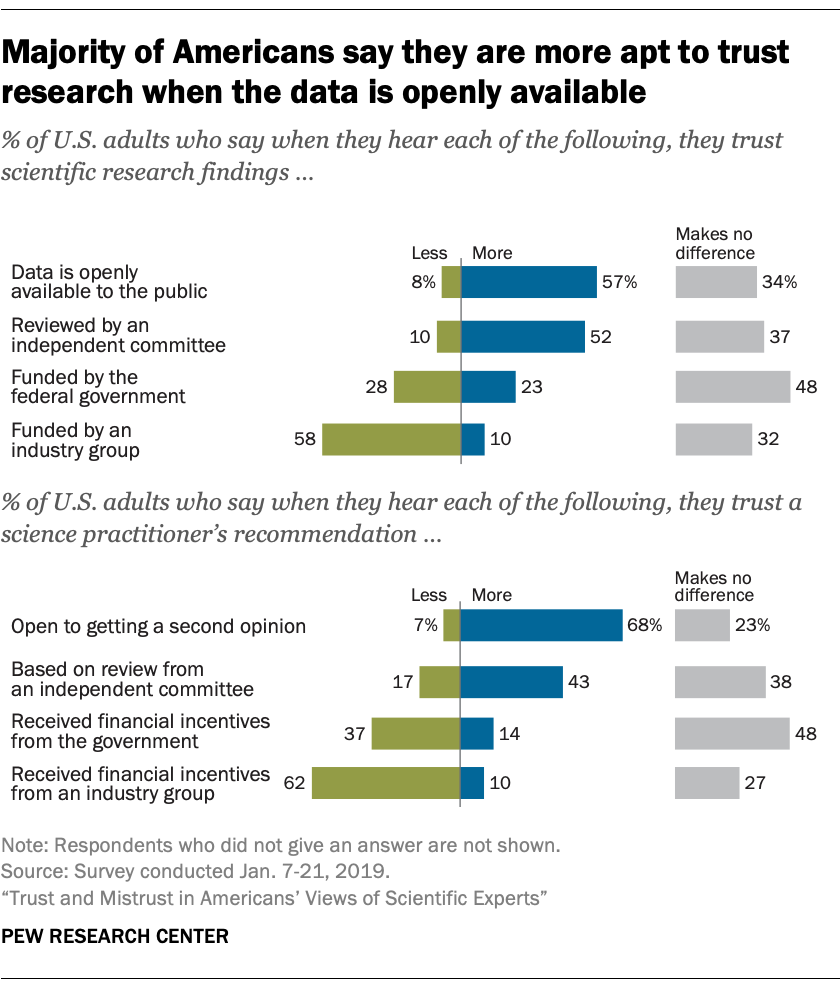 Majority of Americans say they are more apt to trust
research when the data is openly available
% of U.S. adults who say when they hear each of the following, they trust
scientific research findings ...
Less More Makes no
difference
Data is openly
available to the public 8% 57% 34%
Reviewed by an
independent committee 10 52 37
Funded by the
federal government 28 23 48
Funded by an
industry group 58 10 32
% of U.S. adults who say when they hear each of the following, they trust a
science practitioner’s recommendation ...
Less More Makes no
difference
Open to getting a second opinion 7% 68% 23%
Based on review from
an independent committee 17 43 38
Received financial incentives
from the government 37 14 48
Received financial incentives
from an industry group 62 10 27
Note: Respondents who did not give an answer are not shown.
Source: Survey conducted Jan. 7-21, 2019.
“Trust and Mistrust in Americans’ Views of Scientific Experts”
PEW RESEARCH CENTER